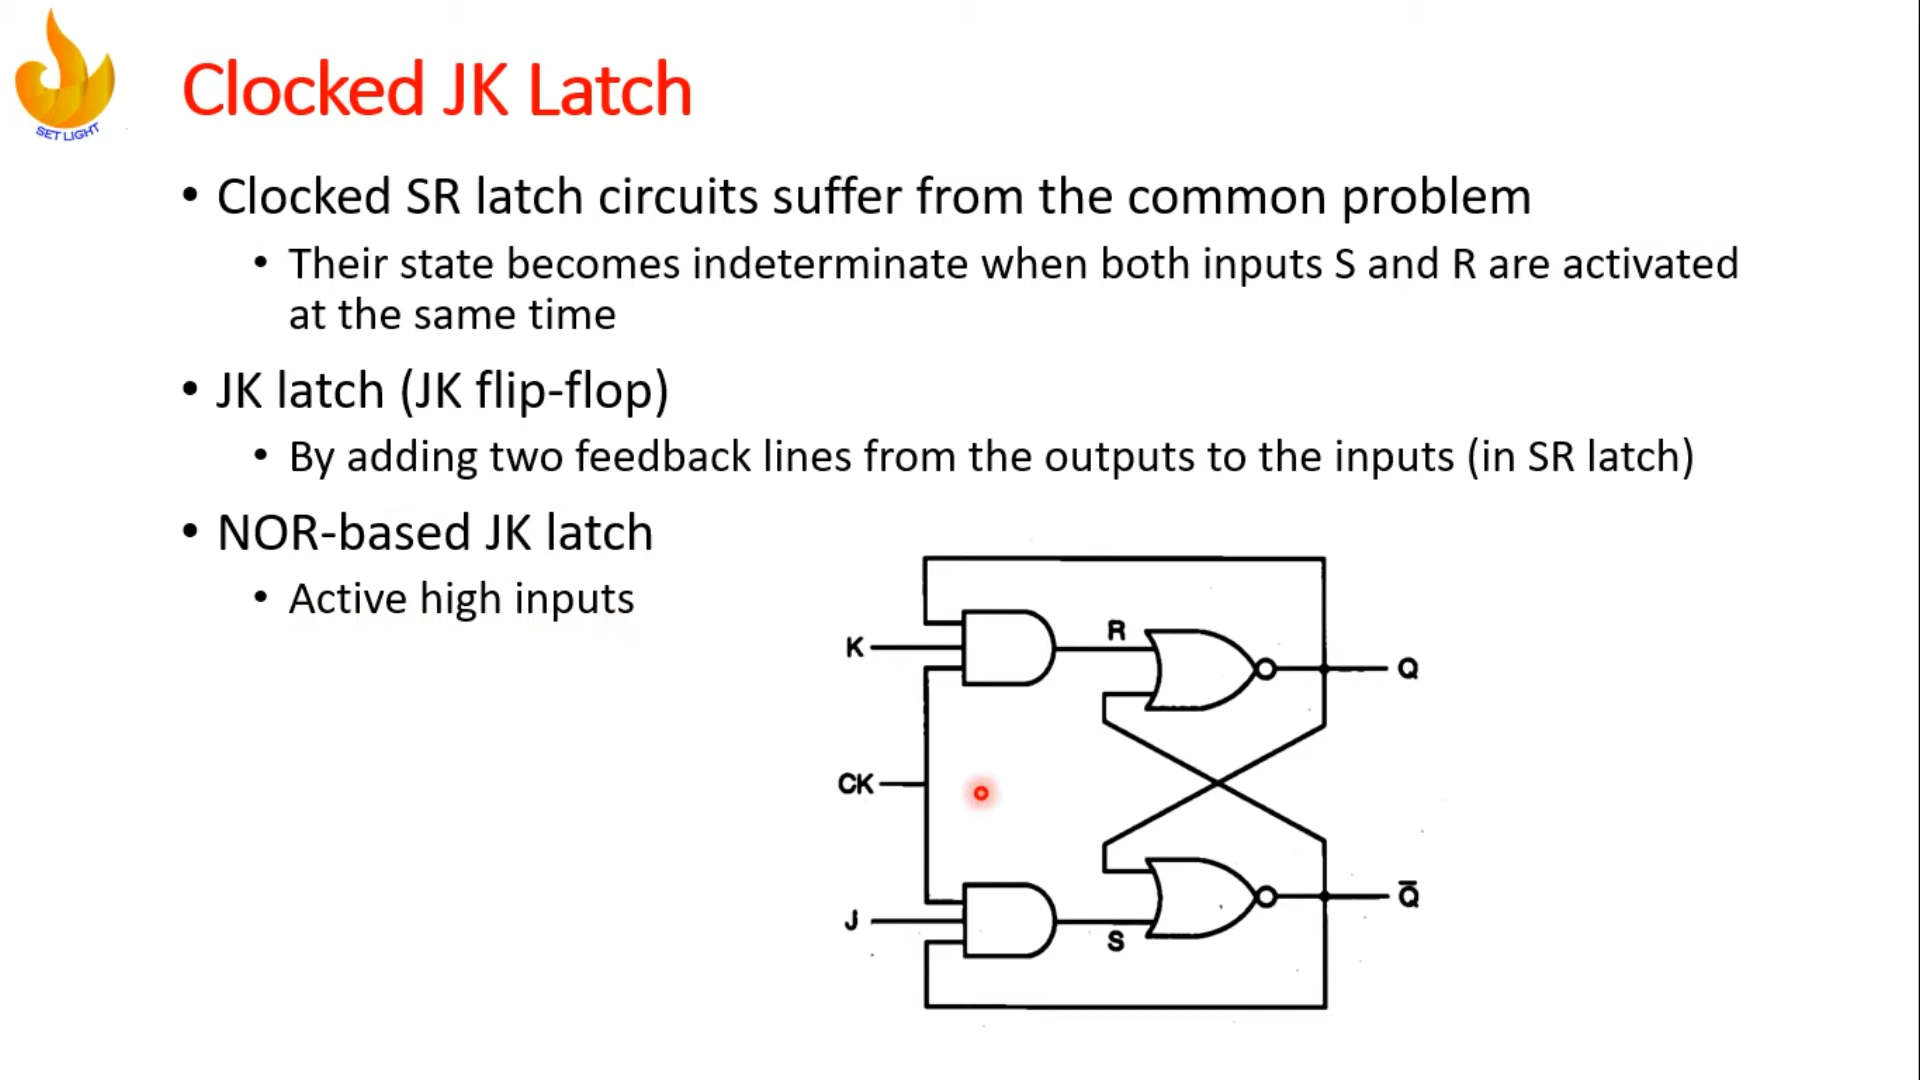 SET LIGHT
Clocked JK Latch
• Clocked SR latch circuits suffer from the common problem
• Their state becomes indeterminate when both inputs S and R are activated
at the same time
• JK latch (JK flip-flop)
• By adding two feedback lines from the outputs to the inputs (in SR latch)
• NOR-based JK latch
• Active high inputs
R
K
Q
CK
J
Q̅
S